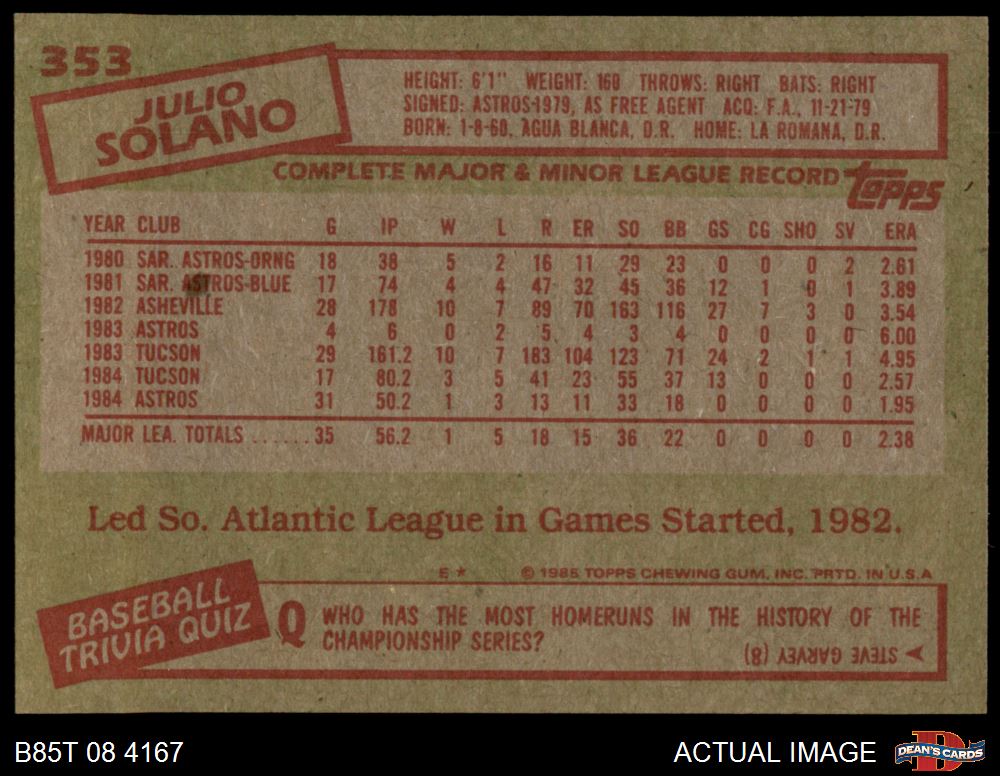 353
JULIO
SOLANO
HEIGHT: 6'1" WEIGHT: 160 THROWS: RIGHT BATS: RIGHT
SIGNED: ASTROS-1979, AS FREE AGENT ACQ: F.A., 11-21-79
BORN: 1-8-60, AGUA BLANCA, D.R. HOME: LA ROMANA, D.R.
COMPLETE MAJOR & MINOR LEAGUE RECORD topps
YEAR CLUB G IP W L R ER SO BB GS CG SHO SV ERA
1980 SAR. ASTROS-ORNG 18 38 5 2 16 11 29 23 0 0 0 2 2.61
1981 SAR. ASTROS-BLUE 17 74 4 4 47 32 45 36 12 1 0 1 3.89
1982 ASHEVILLE 28 178 10 7 89 70 163 116 27 7 3 0 3.54
1983 ASTROS 4 6 0 2 5 4 3 4 0 0 0 0 6.00
1983 TUCSON 29 161.2 10 7 183 104 123 71 24 2 1 1 4.95
1984 TUCSON 17 80.2 3 5 41 23 55 37 13 0 0 0 2.57
1984 ASTROS 31 50.2 1 3 13 11 33 18 0 0 0 0 1.95
MAJOR LEA. TOTALS ...... 35 56.2 1 5 18 15 36 22 0 0 0 0 2.38
Led So. Atlantic League in Games Started, 1982.
E* © 1985 TOPPS CHEWING GUM, INC. PRTD. IN U.S.A
BASEBALL
TRIVIA QUIZ
Q WHO HAS THE MOST HOMERUNS IN THE HISTORY OF THE
CHAMPIONSHIP SERIES?
STEVE GARVEY (8)
B85T 08 4167 ACTUAL IMAGE DEAN'S CARDS